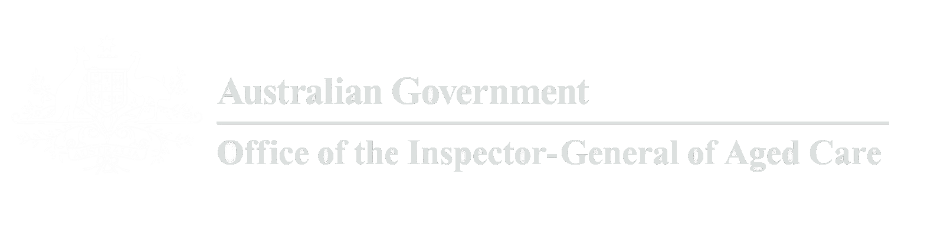 Australian Government
Office of the Inspector-General of Aged Care